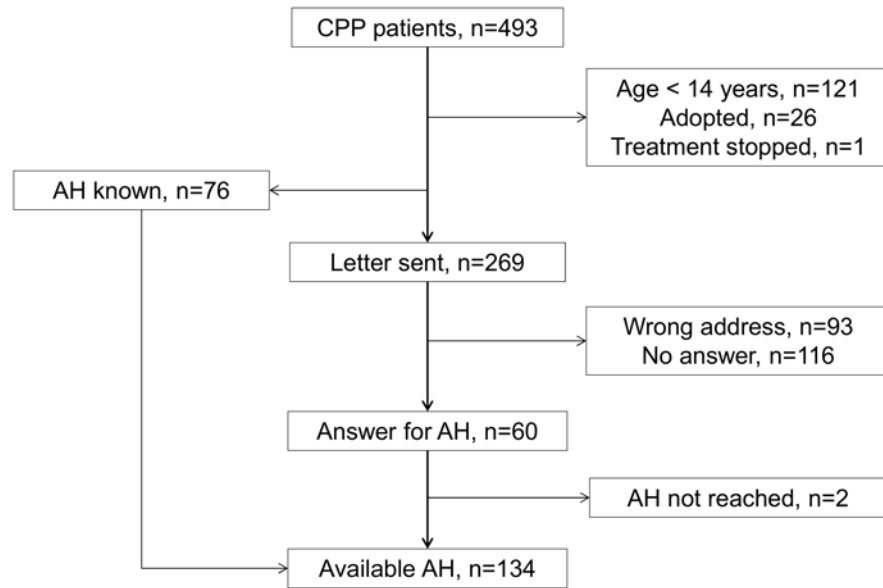 CPP patients, n=493
Age < 14 years, n=121
Adopted, n=26
Treatment stopped, n=1
AH known, n=76
Letter sent, n=269
Wrong address, n=93
No answer, n=116
Answer for AH, n=60
AH not reached, n=2
Available AH, n=134